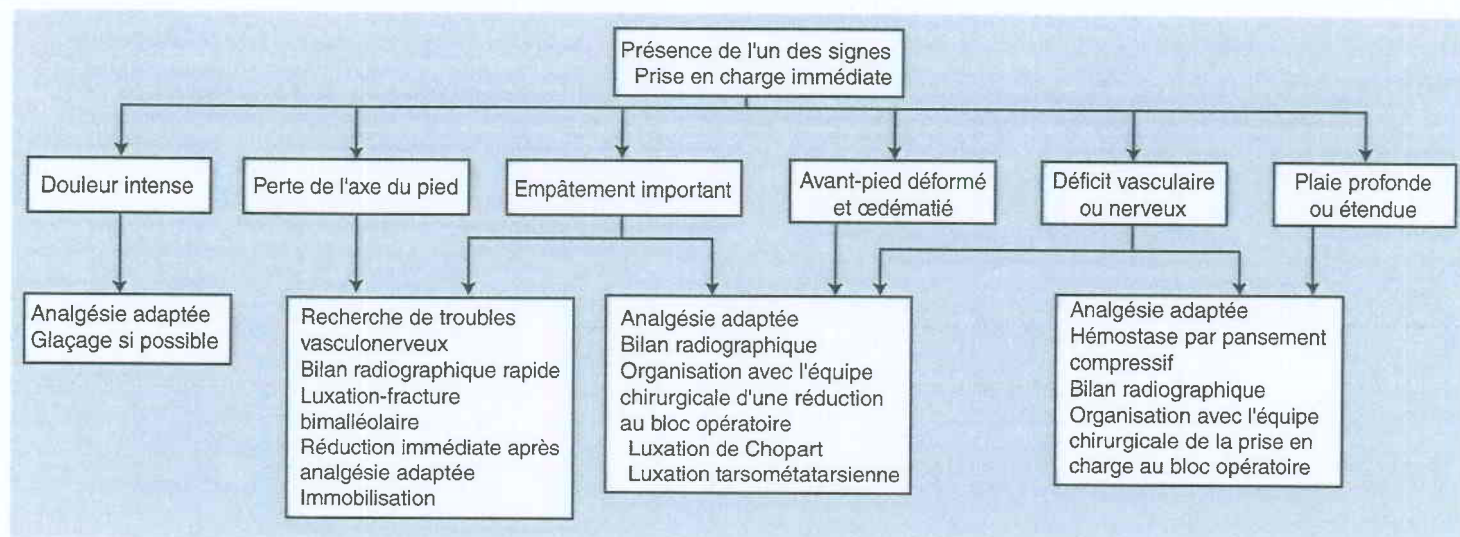 Présence de l'un des signes
Prise en charge immédiate
Douleur intense
Perte de l'axe du pied
Empâtement important
Avant-pied déformé
et œdématié
Déficit vasculaire
ou nerveux
Plaie profonde
ou étendue
Analgésie adaptée
Glaçage si possible
Recherche de troubles
vasculonerveux
Bilan radiographique rapide
Luxation-fracture
bimalléolaire
Réduction immédiate après
analgésie adaptée
Immobilisation
Analgésie adaptée
Bilan radiographique
Organisation avec l'équipe
chirurgicale d'une réduction
au bloc opératoire
Luxation de Chopart
Luxation tarsométatarsienne
Analgésie adaptée
Hémostase par pansement
compressif
Bilan radiographique
Organisation avec l'équipe
chirurgicale de la prise en
charge au bloc opératoire